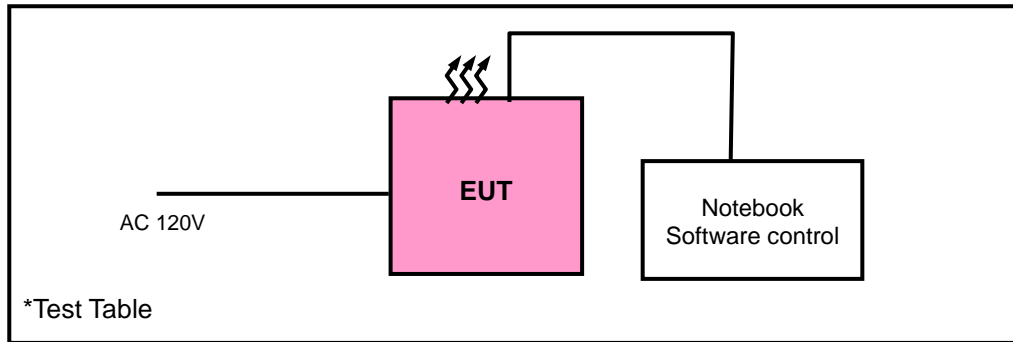 EUT
AC 120V
Notebook
Software control
*Test Table